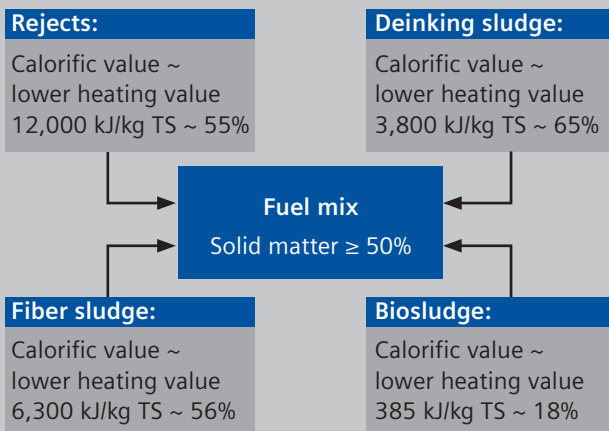 Rejects:
Calorific value ~
lower heating value
12,000 kJ/kg TS ~ 55%
Deinking sludge:
Calorific value ~
lower heating value
3,800 kJ/kg TS ~ 65%
Fuel mix
Solid matter ≥ 50%
Fiber sludge:
Calorific value ~
lower heating value
6,300 kJ/kg TS ~ 56%
Biosludge:
Calorific value ~
lower heating value
385 kJ/kg TS ~ 18%